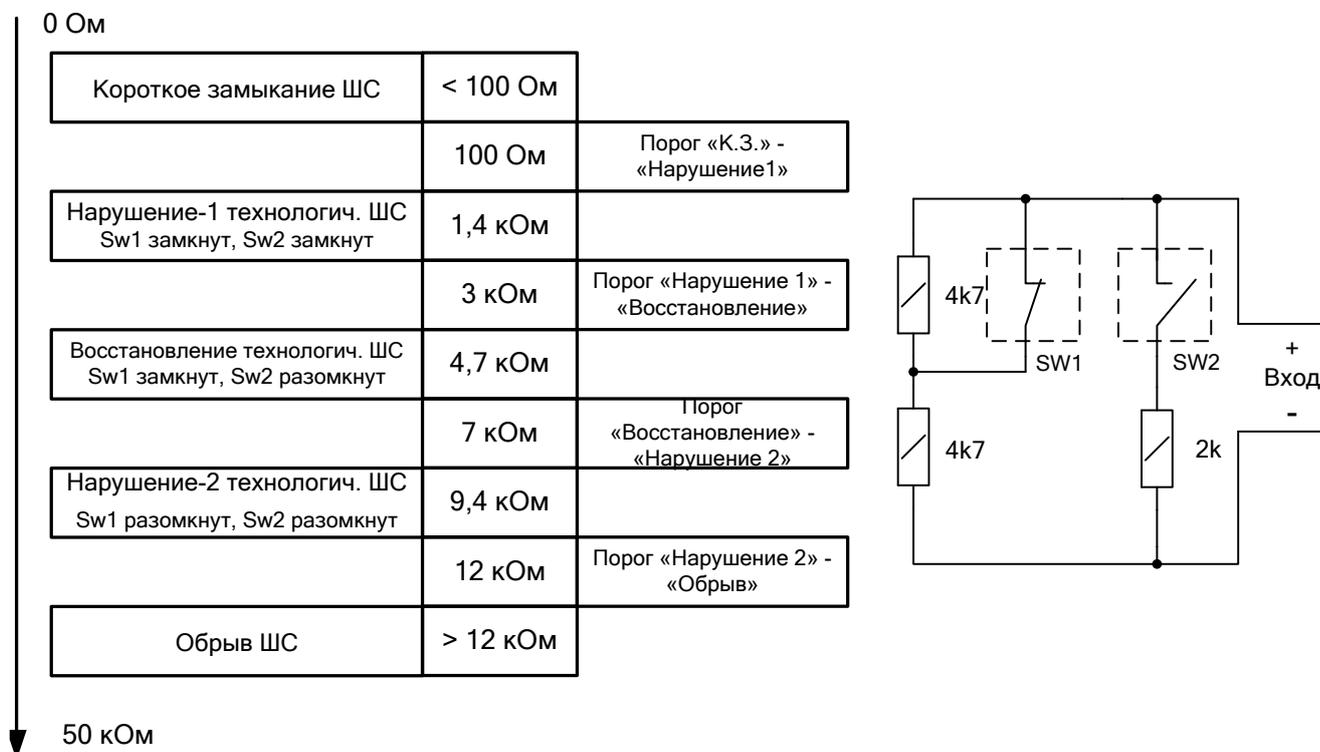 0 Ом
Короткое замыкание ШС
< 100 Ом
100 Ом
Порог «К.З.» -
«Нарушение1»
Нарушение-1 технологич. ШС
Sw1 замкнут, Sw2 замкнут
1,4 кОм
3 кОм
Порог «Нарушение 1» -
«Восстановление»
Восстановление технологич. ШС
Sw1 замкнут, Sw2 разомкнут
4,7 кОм
7 кОм
Порог
«Восстановление» -
«Нарушение 2»
Нарушение-2 технологич. ШС
Sw1 разомкнут, Sw2 разомкнут
9,4 кОм
12 кОм
Порог «Нарушение 2» -
«Обрыв»
Обрыв ШС
> 12 кОм
50 кОм
4k7
SW1
SW2
+
Вход
-
4k7
2k